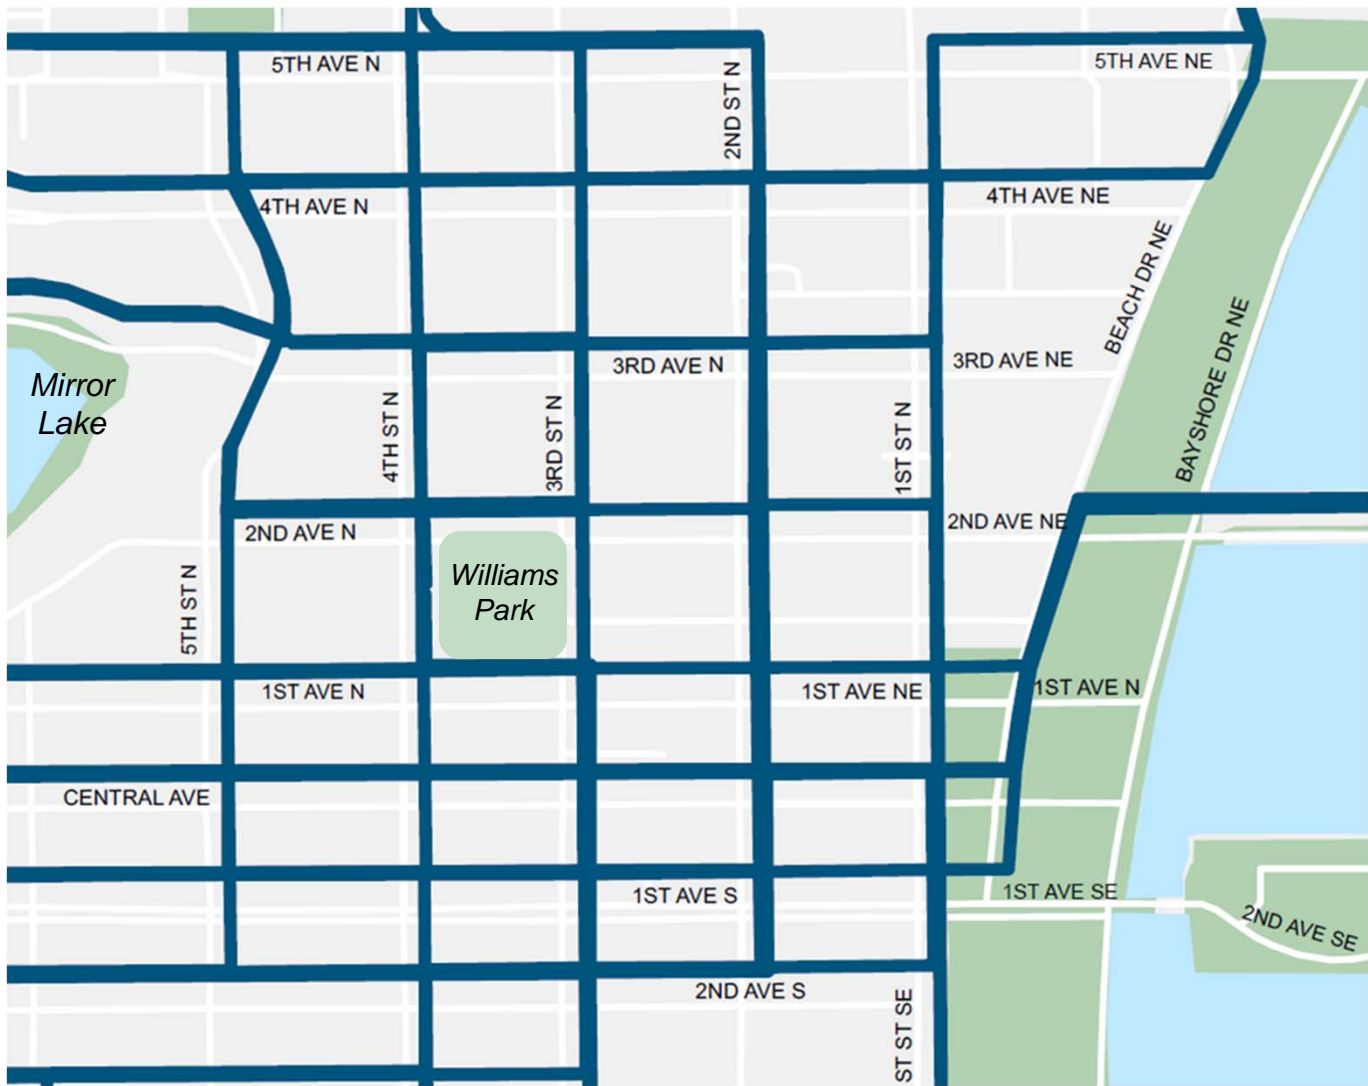 5TH AVE N
5TH AVE NE
2ND ST N
4TH AVE N
4TH AVE NE
BEACH DR NE
BAYSHORE DR NE
3RD AVE N
3RD AVE NE
Mirror
Lake
4TH ST N
3RD ST N
1ST ST N
2ND AVE N
2ND AVE NE
5TH ST N
Williams
Park
1ST AVE N
1ST AVE NE
1ST AVE N
CENTRAL AVE
1ST AVE S
1ST AVE SE
2ND AVE SE
2ND AVE S
ST ST SE